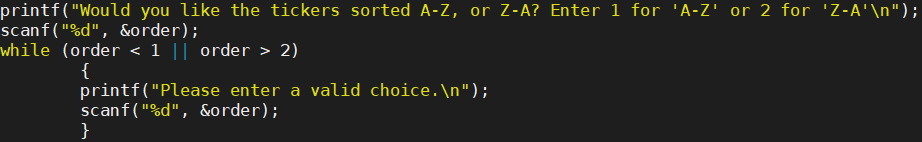 printf("Would you like the tickers sorted A-Z, or Z-A? Enter 1 for 'A-Z' or 2 for 'Z-A'\n");
scanf("%d", &order);
while (order < 1 || order > 2)
        {
        printf("Please enter a valid choice.\n");
        scanf("%d", &order);
        }